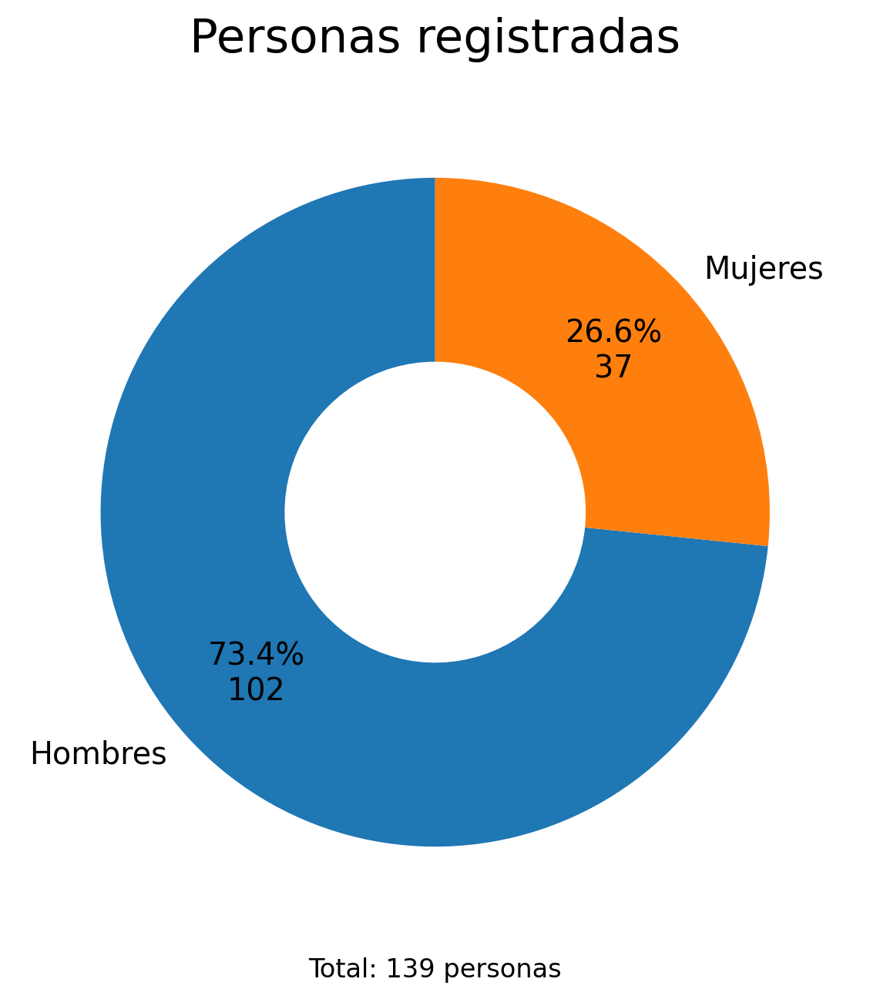 Personas registradas
Mujeres
26.6%
37
73.4%
102
Hombres
Total: 139 personas